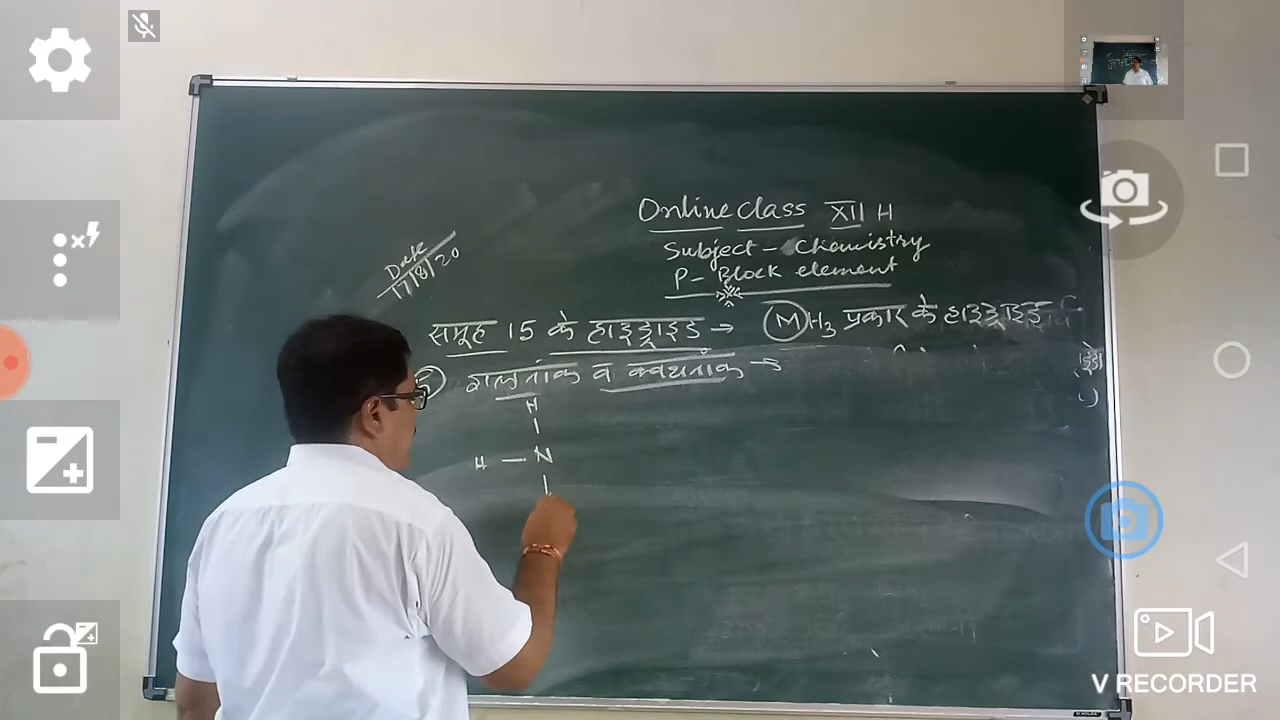 Online class XII H
Subject - Chemistry
P- Block element
Date
17/8/20
समूह 15 के हाइड्राइड → MH3 प्रकार के हाइड्राइड
गलनांक व क्वथनांक →
H
H — N
V RECORDER